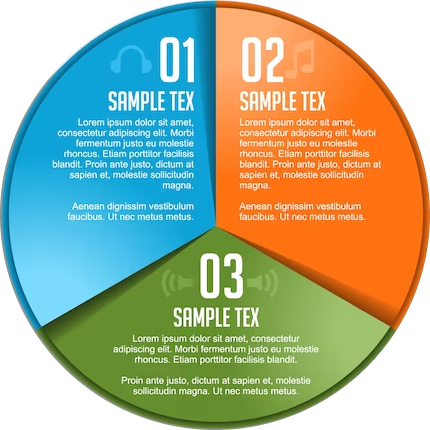 01
SAMPLE TEX
Lorem ipsum dolor sit amet,
consectetur adipiscing elit. Morbi
fermentum justo eu molestie
rhoncus. Etiam porttitor facilisis
blandit. Proin ante justo, dictum at
sapien et, molestie sollicitudin
magna.
Aenean dignissim vestibulum
faucibus. Ut nec metus metus.
02
SAMPLE TEX
Lorem ipsum dolor sit amet,
consectetur adipiscing elit. Morbi
fermentum justo eu molestie
rhoncus. Etiam porttitor facilisis
blandit. Proin ante justo, dictum at
sapien et, molestie sollicitudin
magna.
Aenean dignissim vestibulum
faucibus. Ut nec metus metus.
03
SAMPLE TEX
Lorem ipsum dolor sit amet, consectetur
adipiscing elit. Morbi fermentum justo eu molestie
rhoncus. Etiam porttitor facilisis blandit.
Proin ante justo, dictum at sapien et, molestie
sollicitudin magna. Ut nec metus metus.